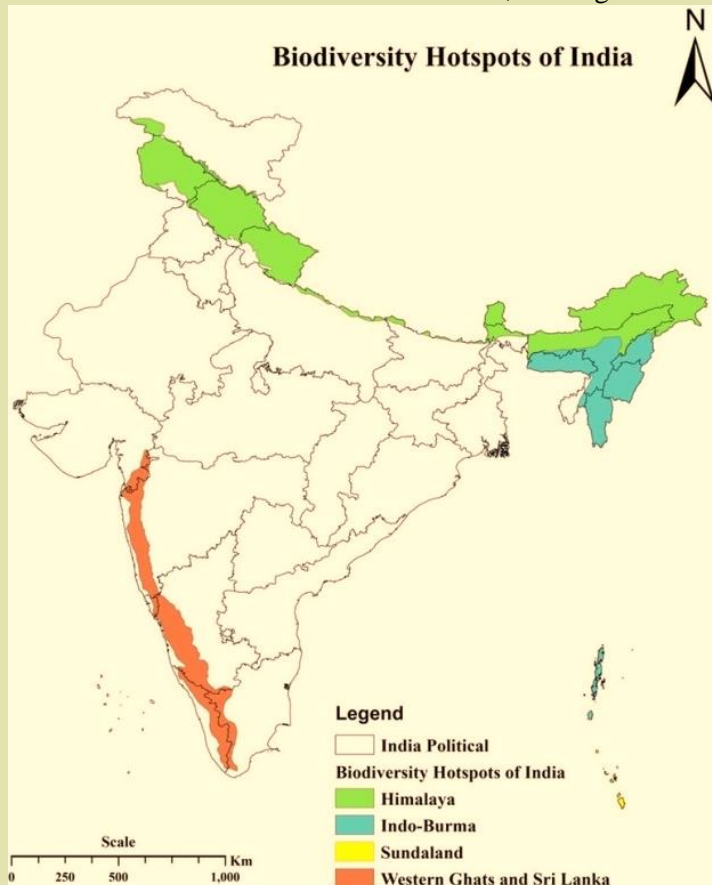 N
Biodiversity Hotspots of India
Legend
India Political
Biodiversity Hotspots of India
Himalaya
Indo-Burma
Sundaland
Western Ghats and Sri Lanka
Scale
Km
0 250 500 1,000